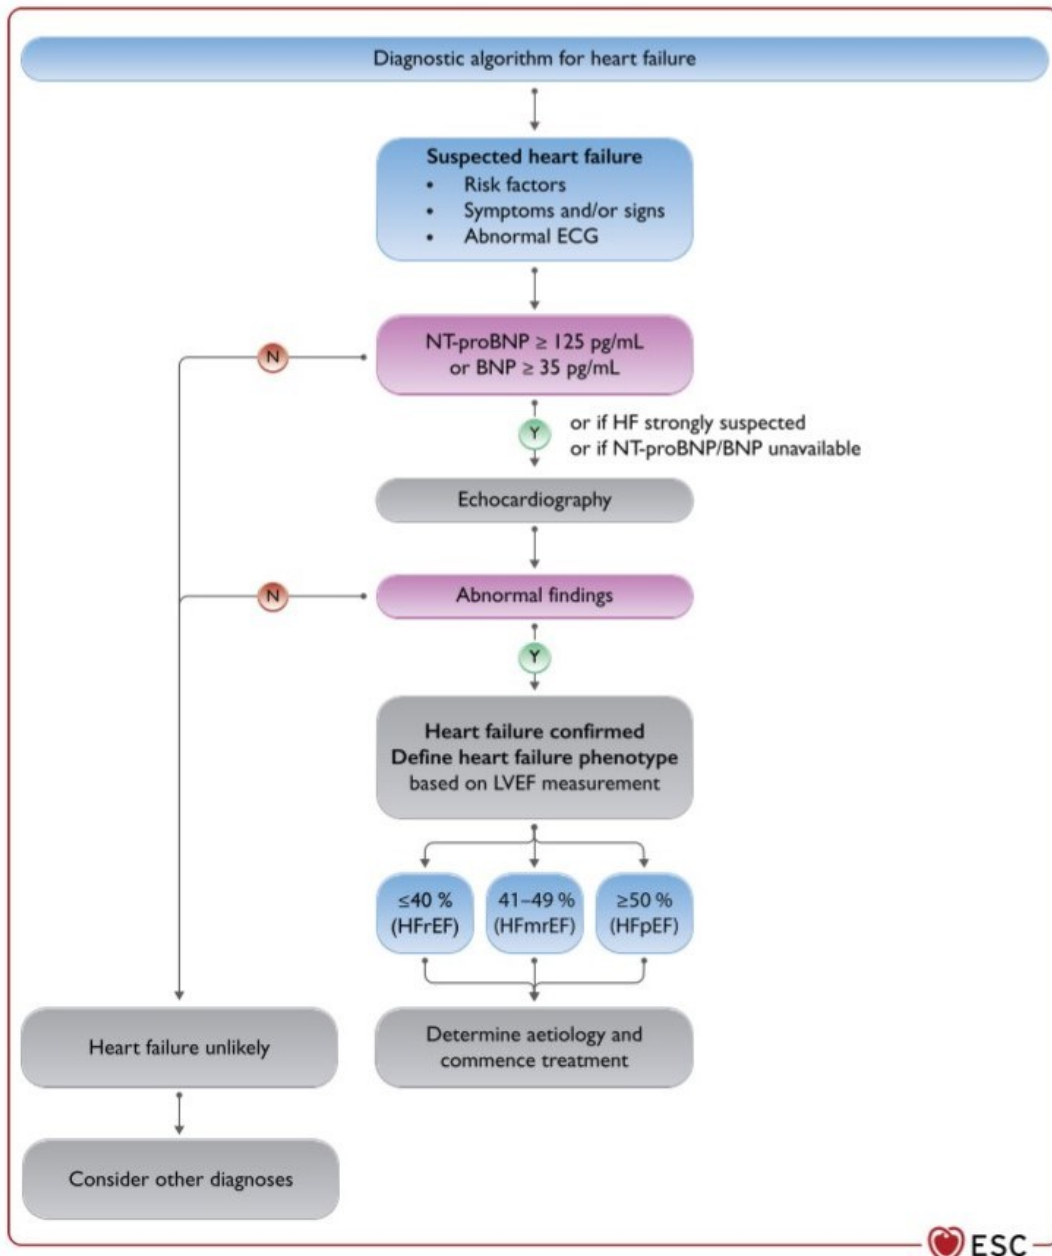 Diagnostic algorithm for heart failure
Suspected heart failure
• Risk factors
• Symptoms and/or signs
• Abnormal ECG
NT-proBNP ≥ 125 pg/mL
or BNP ≥ 35 pg/mL
N
Y
or if HF strongly suspected
or if NT-proBNP/BNP unavailable
Echocardiography
Abnormal findings
N
Y
Heart failure confirmed
Define heart failure phenotype
based on LVEF measurement
≤40 %
(HFrEF)
41–49 %
(HFmrEF)
≥50 %
(HFpEF)
Heart failure unlikely
Determine aetiology and
commence treatment
Consider other diagnoses
ESC